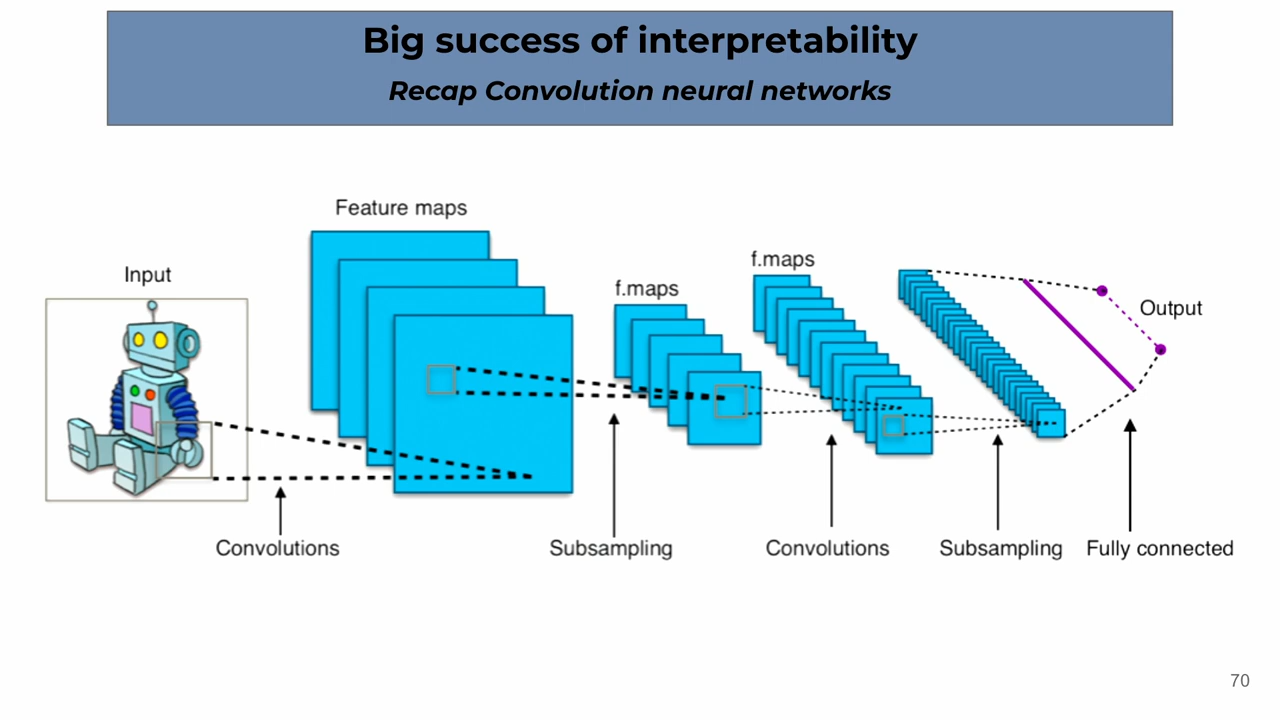 Big success of interpretability
Recap Convolution neural networks
Feature maps
Input
f.maps
f.maps
Output
Convolutions
Subsampling
Convolutions
Subsampling
Fully connected
70